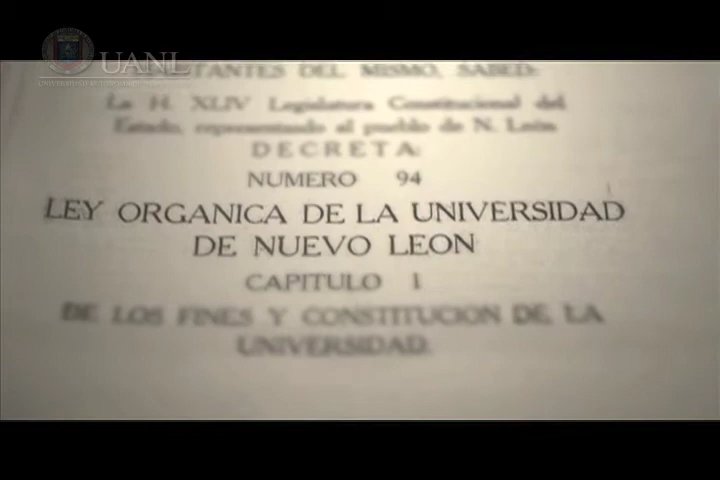 UANL
HABITANTES DEL MISMO, SABED:
La H. XLIV Legislatura Constitucional del
Estado, representando al pueblo de N. León
DECRETA:
NUMERO 94
LEY ORGANICA DE LA UNIVERSIDAD
DE NUEVO LEON
CAPITULO I
DE LOS FINES Y CONSTITUCION DE LA
UNIVERSIDAD.